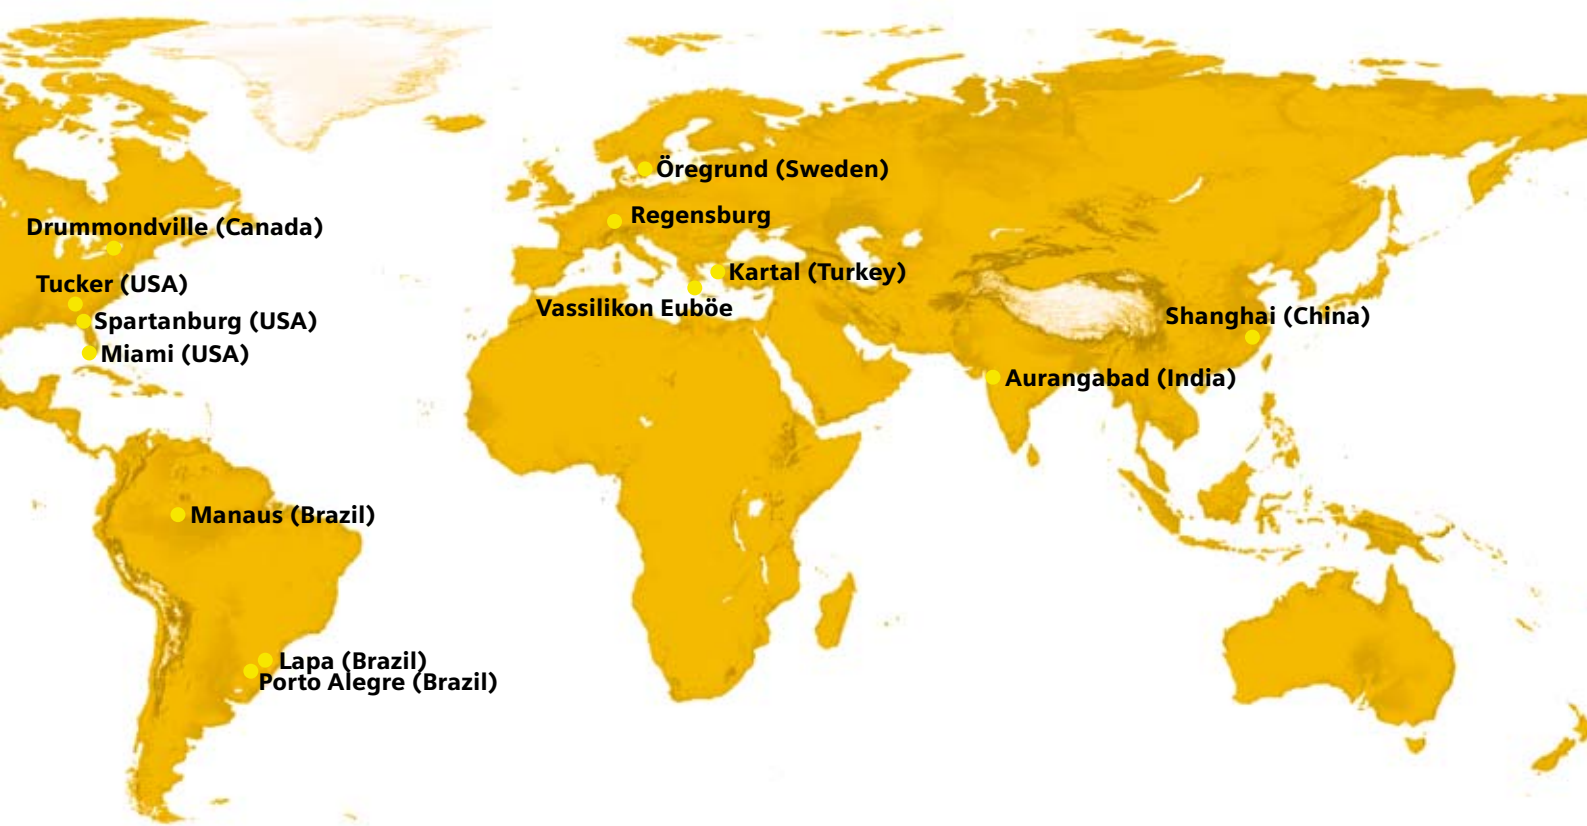 Öregrund (Sweden)
Regensburg
Drummondville (Canada)
Kartal (Turkey)
Tucker (USA)
Vassilikon Euböe
Shanghai (China)
Spartanburg (USA)
Miami (USA)
Aurangabad (India)
Manaus (Brazil)
Lapa (Brazil)
Porto Alegre (Brazil)